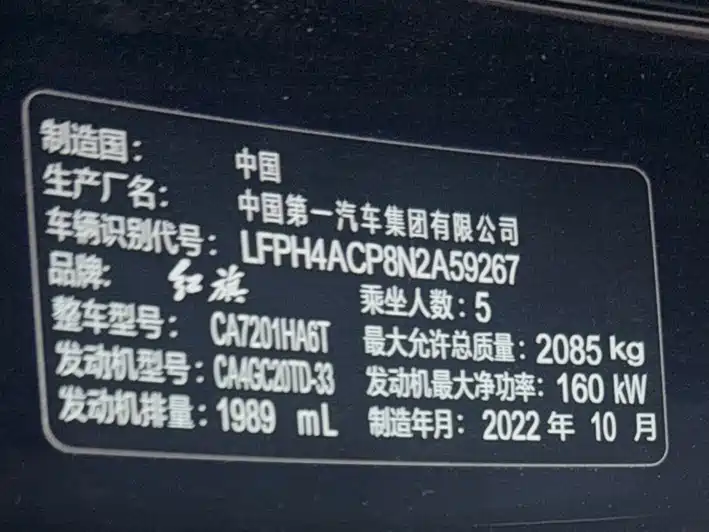 制造国： 中国
生产厂名： 中国第一汽车集团有限公司
车辆识别代号： LFPH4ACP8N2A59267
品牌： 红旗 乘坐人数：5
整车型号： CA7201HA6T 最大允许总质量：2085 kg
发动机型号： CA4GC20TD-33 发动机最大净功率：160 kW
发动机排量：1989 mL 制造年月：2022 年 10 月